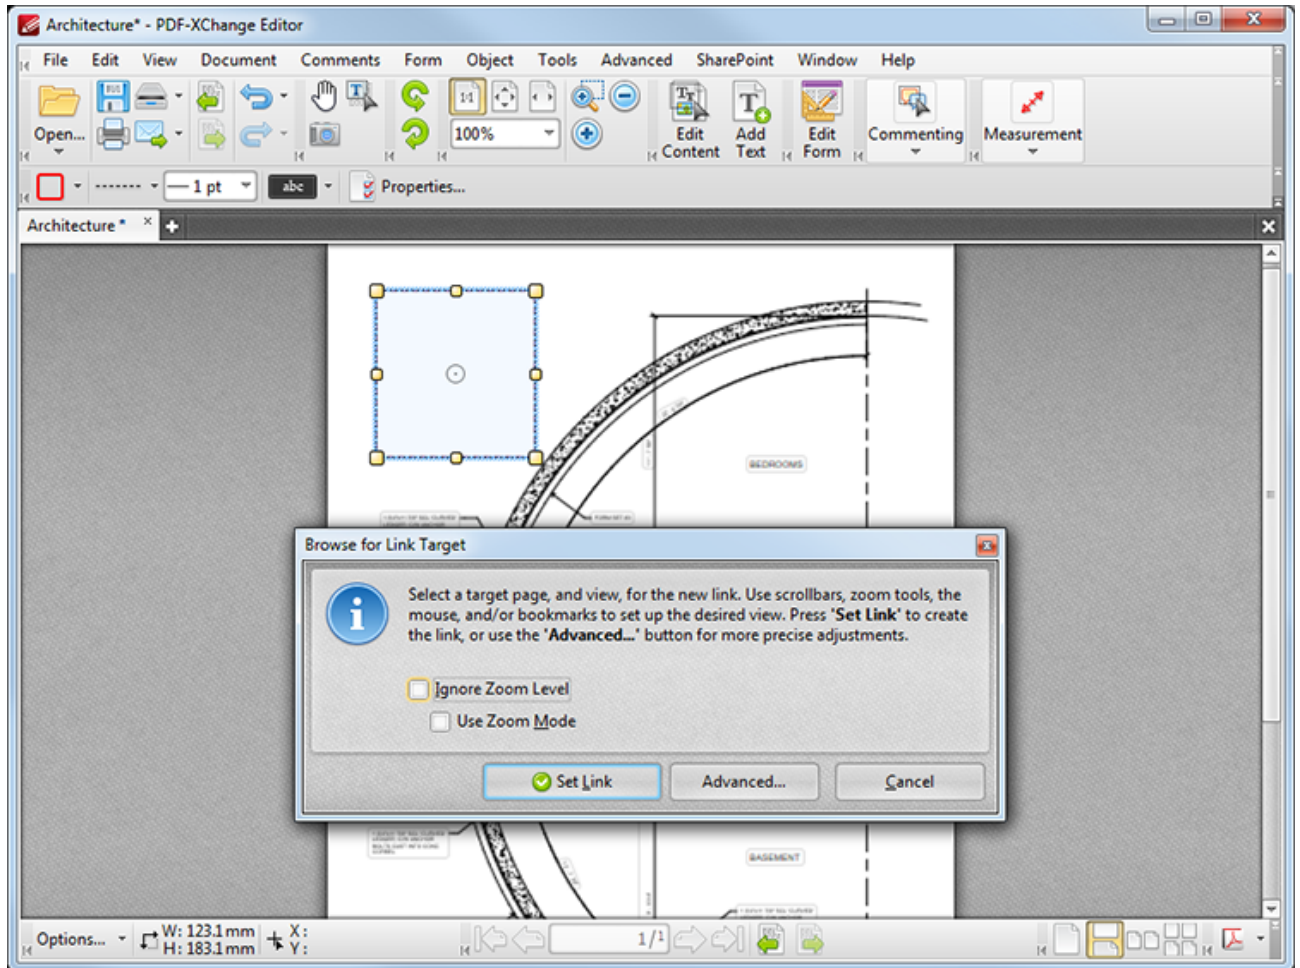 Architecture* - PDF-XChange Editor
File Edit View Document Comments Form Object Tools Advanced SharePoint Window Help
Open...
100%
Edit Content
Add Text
Edit Form
Commenting
Measurement
1 pt
abc
Properties...
Architecture *
BEDROOMS
Browse for Link Target
Select a target page, and view, for the new link. Use scrollbars, zoom tools, the
mouse, and/or bookmarks to set up the desired view. Press 'Set Link' to create
the link, or use the 'Advanced...' button for more precise adjustments.
Ignore Zoom Level
Use Zoom Mode
Set Link
Advanced...
Cancel
BASEMENT
Options...
W: 123.1 mm
H: 183.1 mm
X:
Y:
1/1